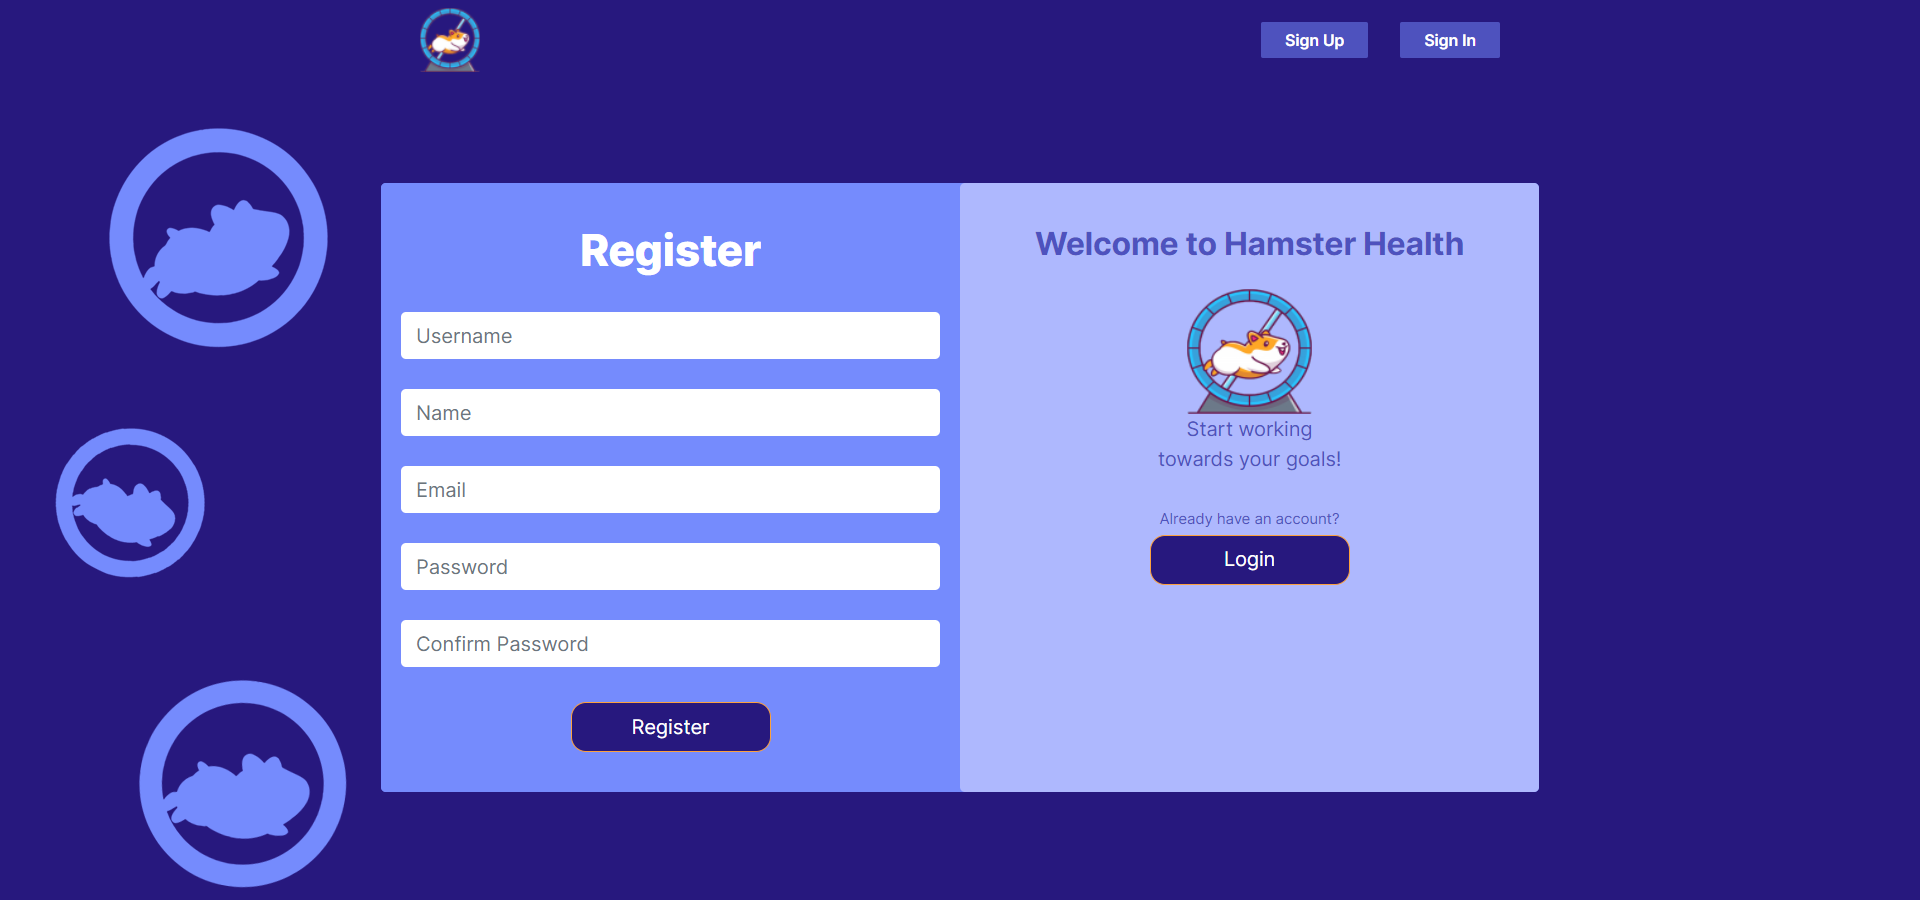 Sign Up
Sign In
Register
Username
Name
Email
Password
Confirm Password
Register
Welcome to Hamster Health
Start working
towards your goals!
Already have an account?
Login